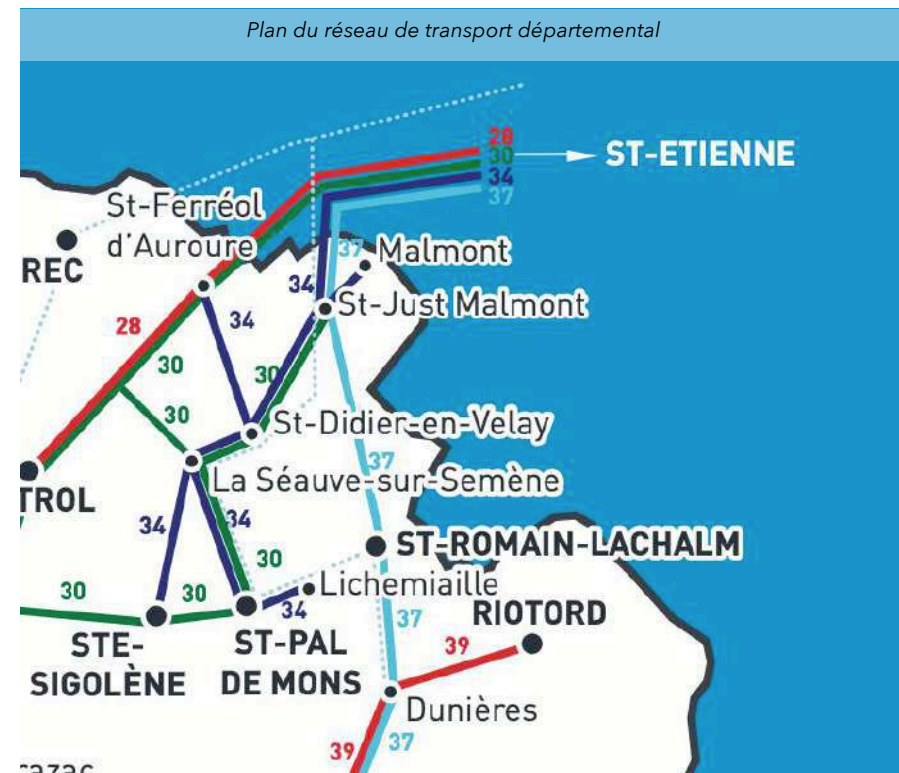 Plan du réseau de transport départemental
28
30
ST-ETIENNE
34
37
St-Ferréol
d'Auroure
REC
37
Malmont
34
St-Just Malmont
28
34
30
30
30
St-Didier-en-Velay
37
La Séauve-sur-Semène
TROL
34
34
ST-ROMAIN-LACHALM
30
Lichemiaille
30
30
34
37
RIOTORD
STE-
SIGOLÈNE
ST-PAL
DE MONS
39
Dunières
39
37